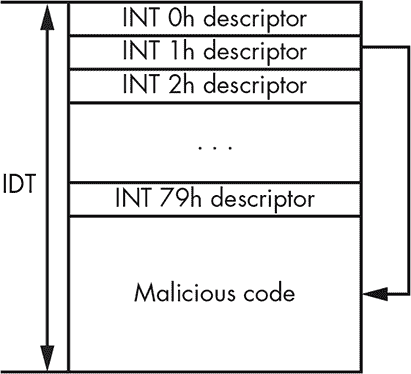 INT 0h descriptor
INT 1h descriptor
INT 2h descriptor
. . .
IDT
INT 79h descriptor
Malicious code